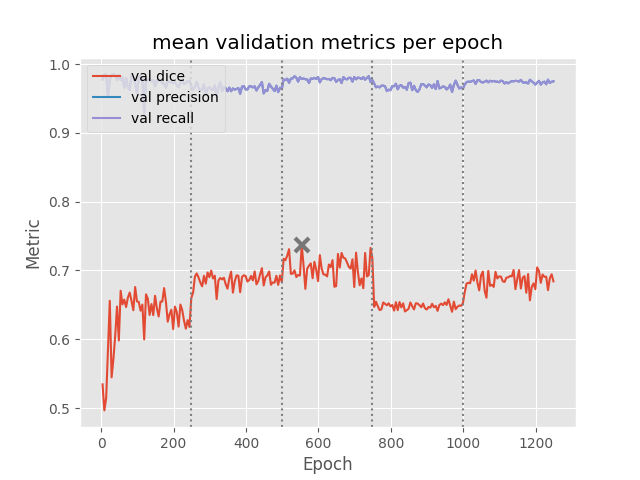 mean validation metrics per epoch
1.0
0.9
0.8
0.7
0.6
0.5
Metric
val dice
val precision
val recall
0 200 400 600 800 1000 1200
Epoch